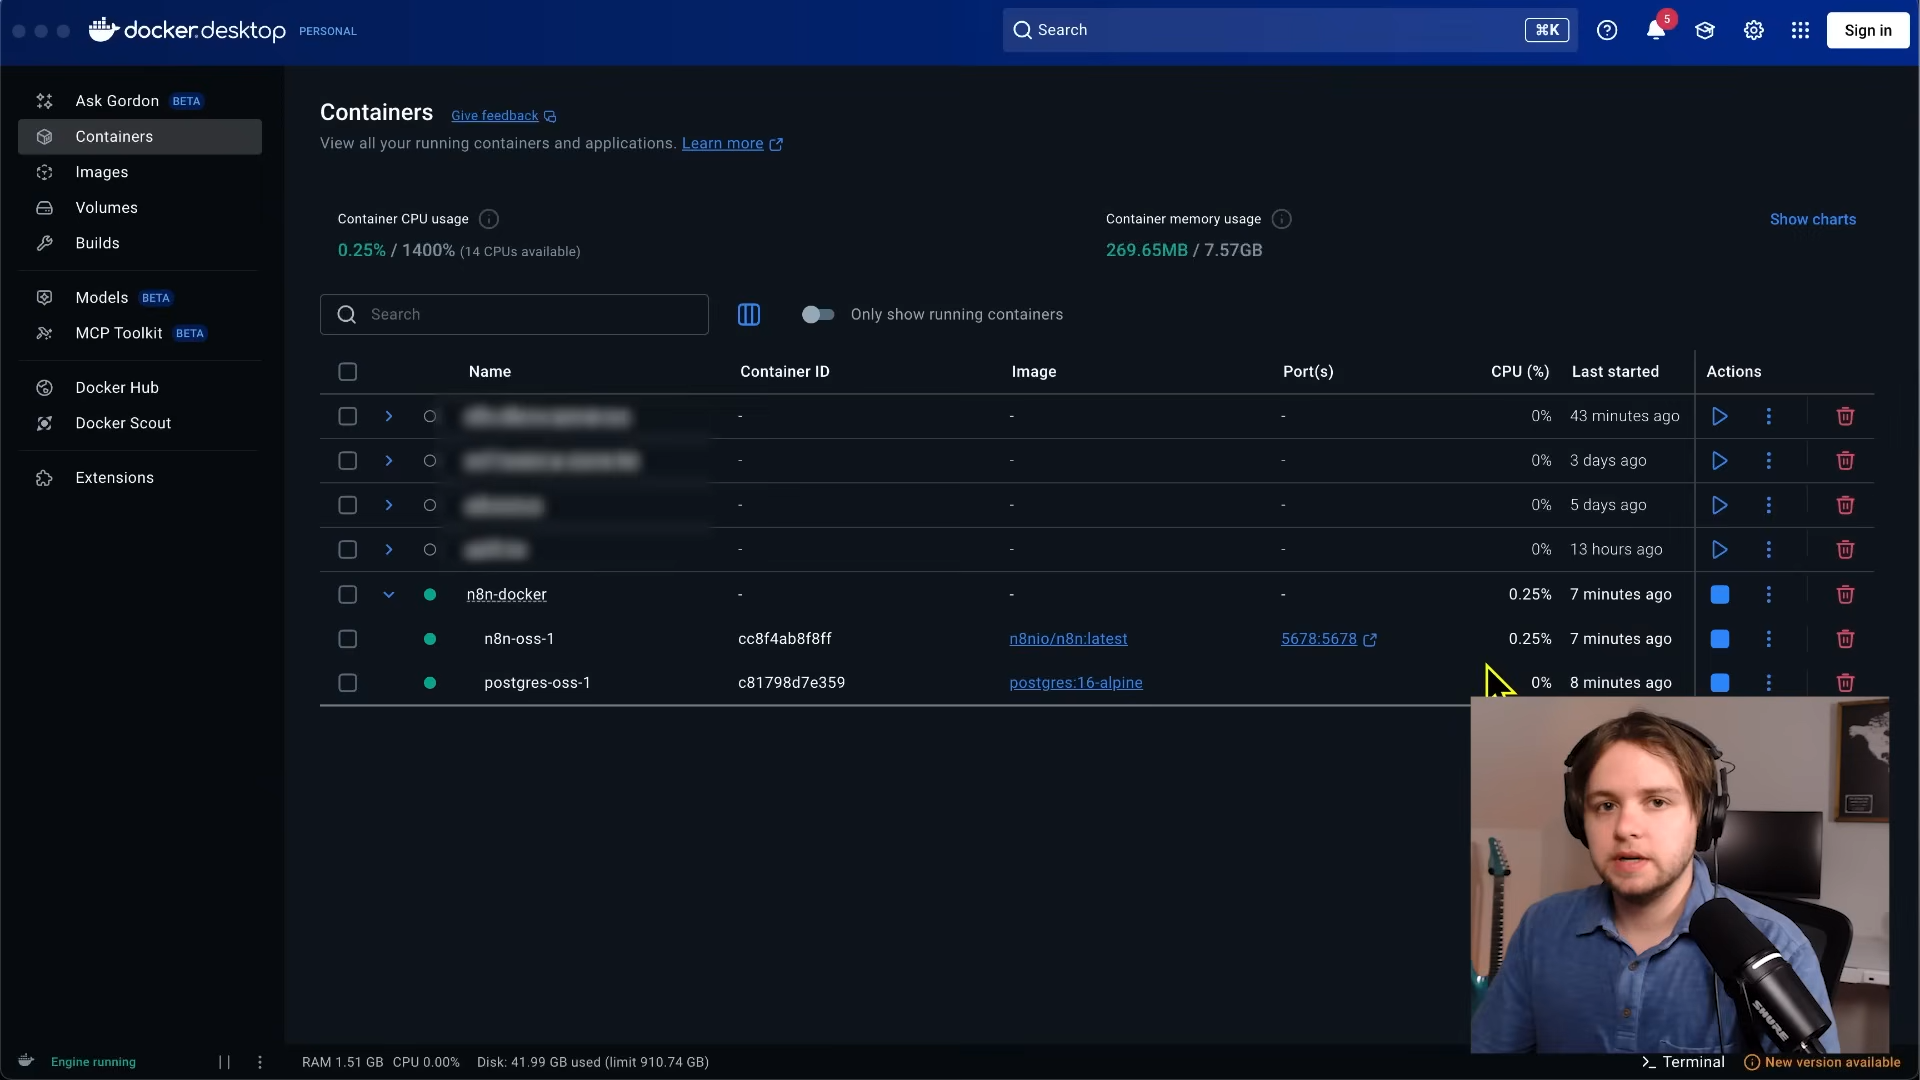 docker.desktop PERSONAL
Search ⌘K
5
Sign in
Ask Gordon BETA
Containers
Images
Volumes
Builds
Models BETA
MCP Toolkit BETA
Docker Hub
Docker Scout
Extensions
Containers Give feedback
View all your running containers and applications. Learn more
Container CPU usage
0.25% / 1400% (14 CPUs available)
Container memory usage
269.65MB / 7.57GB
Show charts
Search
Only show running containers
Name Container ID Image Port(s) CPU (%) Last started Actions
- - - 0% 43 minutes ago
- - - 0% 3 days ago
- - - 0% 5 days ago
- - - 0% 13 hours ago
n8n-docker - - - 0.25% 7 minutes ago
n8n-oss-1 cc8f4ab8f8ff n8nio/n8n:latest 5678:5678 0.25% 7 minutes ago
postgres-oss-1 c81798d7e359 postgres:16-alpine 0% 8 minutes ago
SHURE
Engine running
RAM 1.51 GB CPU 0.00% Disk: 41.99 GB used (limit 910.74 GB)
>_ Terminal
New version available